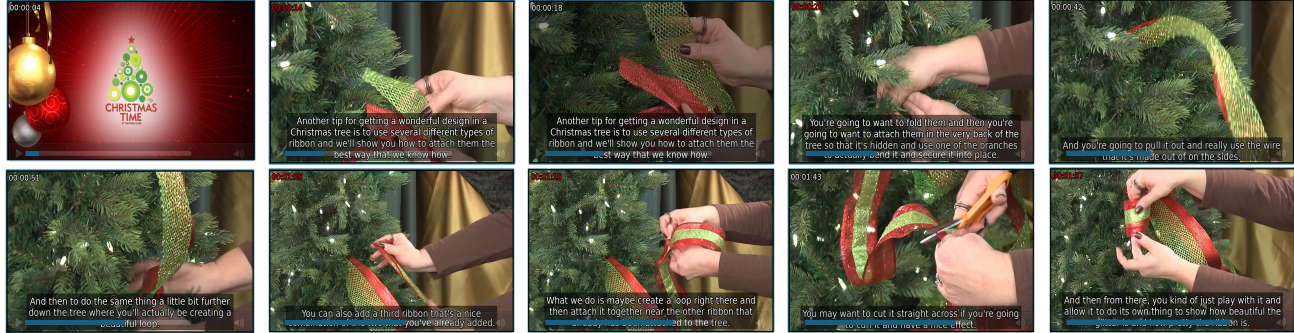 00:00:04
CHRISTMAS
TIME
00:00:14
Another tip for getting a wonderful design in a
Christmas tree is to use several different types of
ribbon and we'll show you how to attach them the
best way that we know how.
00:00:18
Another tip for getting a wonderful design in a
Christmas tree is to use several different types of
ribbon and we'll show you how to attach them the
best way that we know how.
You're going to want to fold them and then you're
going to want to attach them in the very back of the
tree so that it's hidden and use one of the branches
to actually bend it and secure it into place.
00:00:42
And you're going to pull it out and really use the wire
that it's made out of on the sides.
00:00:51
And then to do the same thing a little bit further
down the tree where you'll actually be creating a
beautiful loop.
You can also add a third ribbon that's a nice
you've already added.
What we do is maybe create a loop right there and
then attach it together near the other ribbon that
to the tree.
00:01:43
You may want to cut it straight across if you're going
to curl it and have a nice effect.
And then from there, you kind of just play with it and
allow it to do its own thing to show how beautiful the
is.